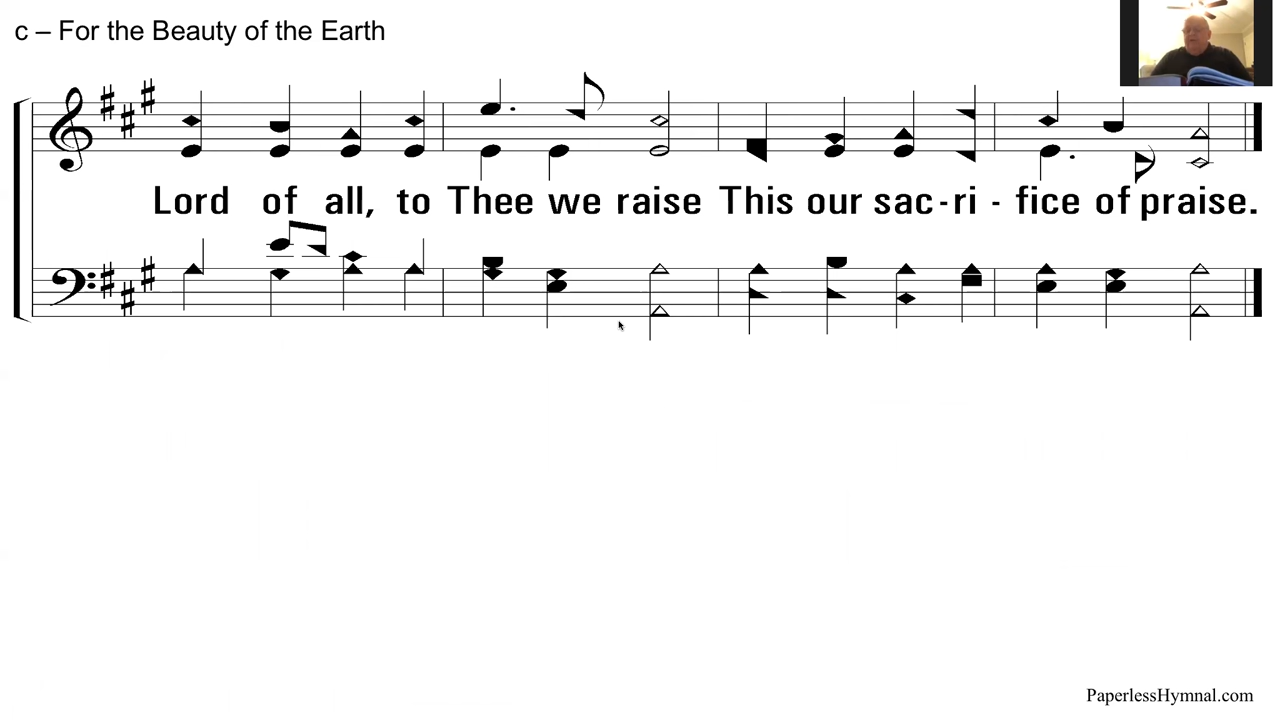 c – For the Beauty of the Earth
Lord of all, to Thee we raise This our sac - ri - fice of praise.
PaperlessHymnal.com